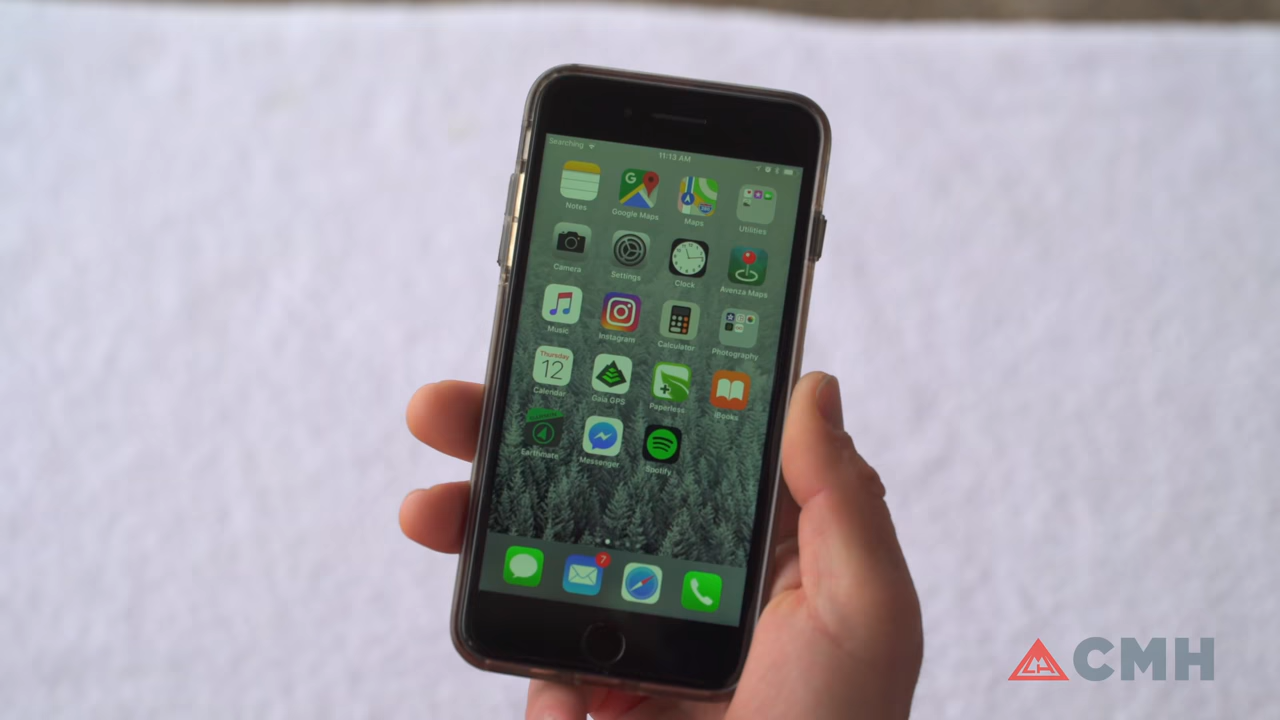 Searching
11:13 AM
Notes
Google Maps
Maps
Utilities
Camera
Settings
Clock
Avenza Maps
Music
Instagram
Calculator
Photography
Thursday
12
Calendar
Gaia GPS
Paperless
iBooks
Earthmate
Messenger
Spotify
7
CMH